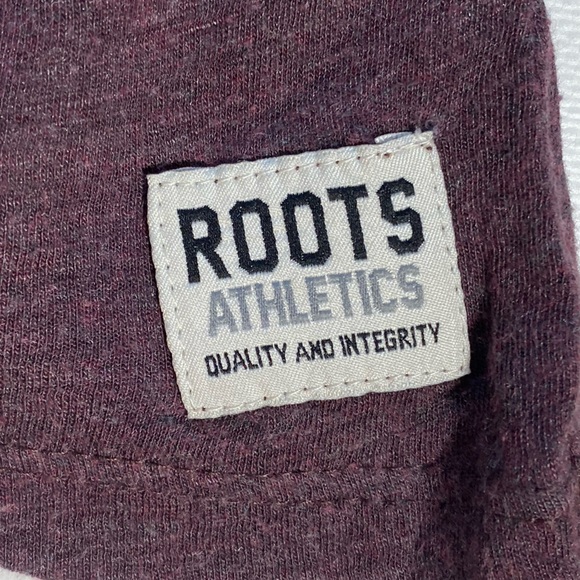 ROOTS
ATHLETICS
QUALITY AND INTEGRITY